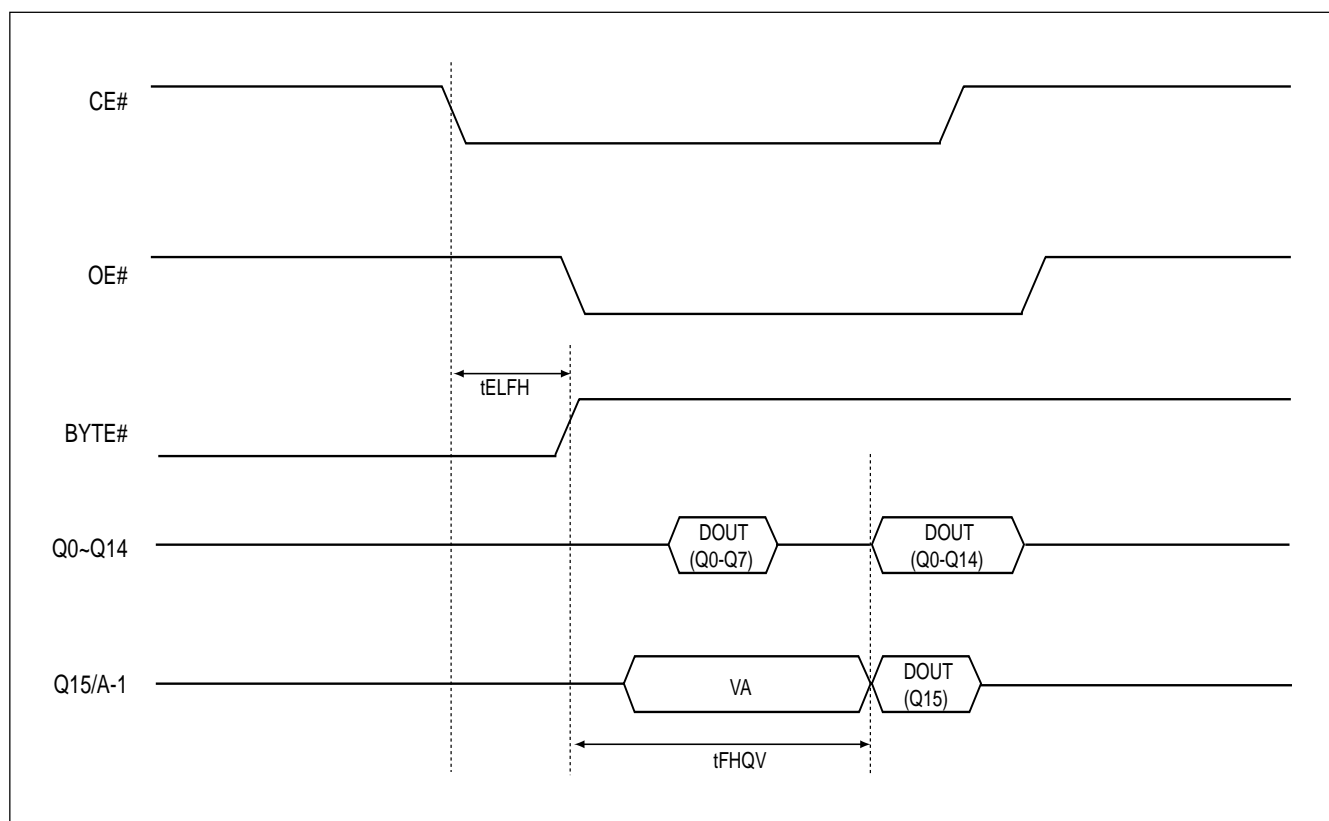 CE#
OE#
tELFH
BYTE#
Q0~Q14
DOUT
(Q0-Q7)
DOUT
(Q0-Q14)
Q15/A-1
VA
DOUT
(Q15)
tFHQV